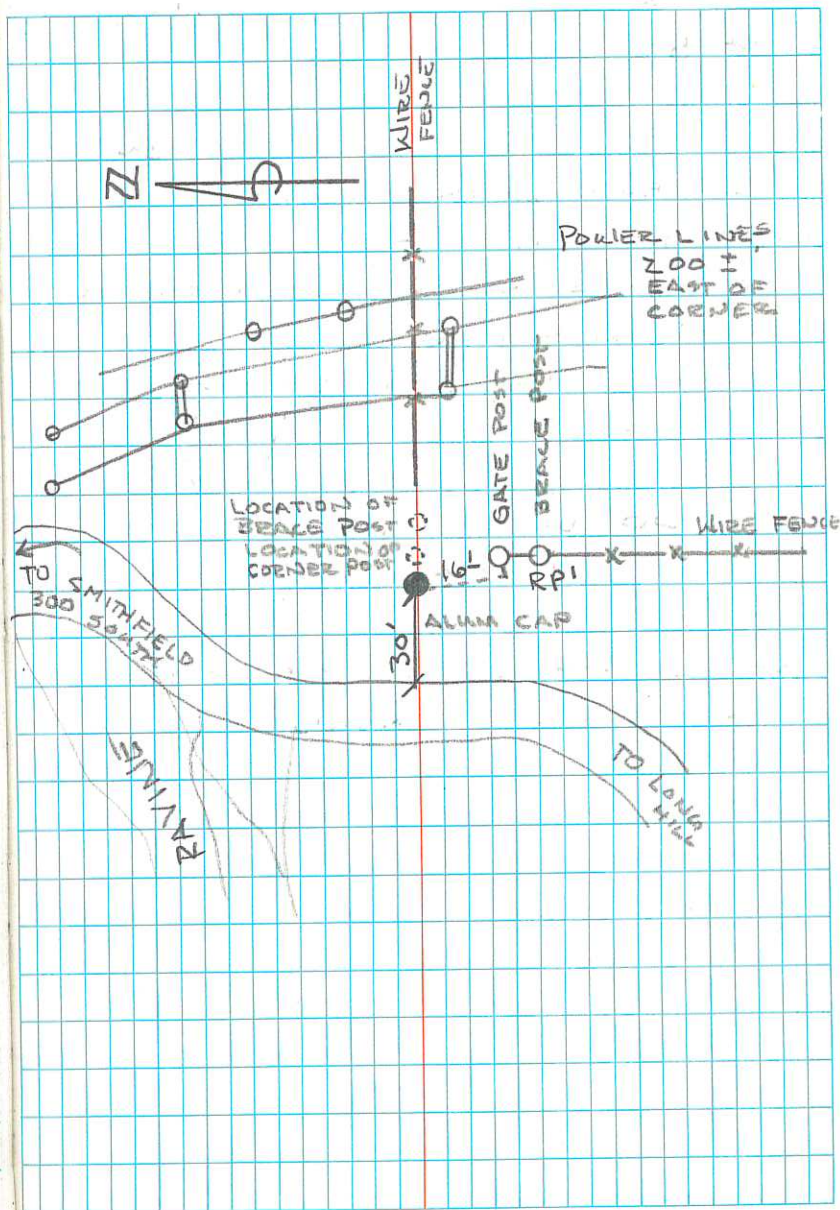 WIRE
FENCE
N
POWER LINES
200 ±'
EAST OF
CORNER
GATE POST
BRACE POST
LOCATION OF
BRACE POST
LOCATION OF
CORNER POST
WIRE FENCE
16'
RP1
TO
300 SMITHFIELD
SOUTH
30'
ALUM CAP
RAVINE
TO LONG
HILL